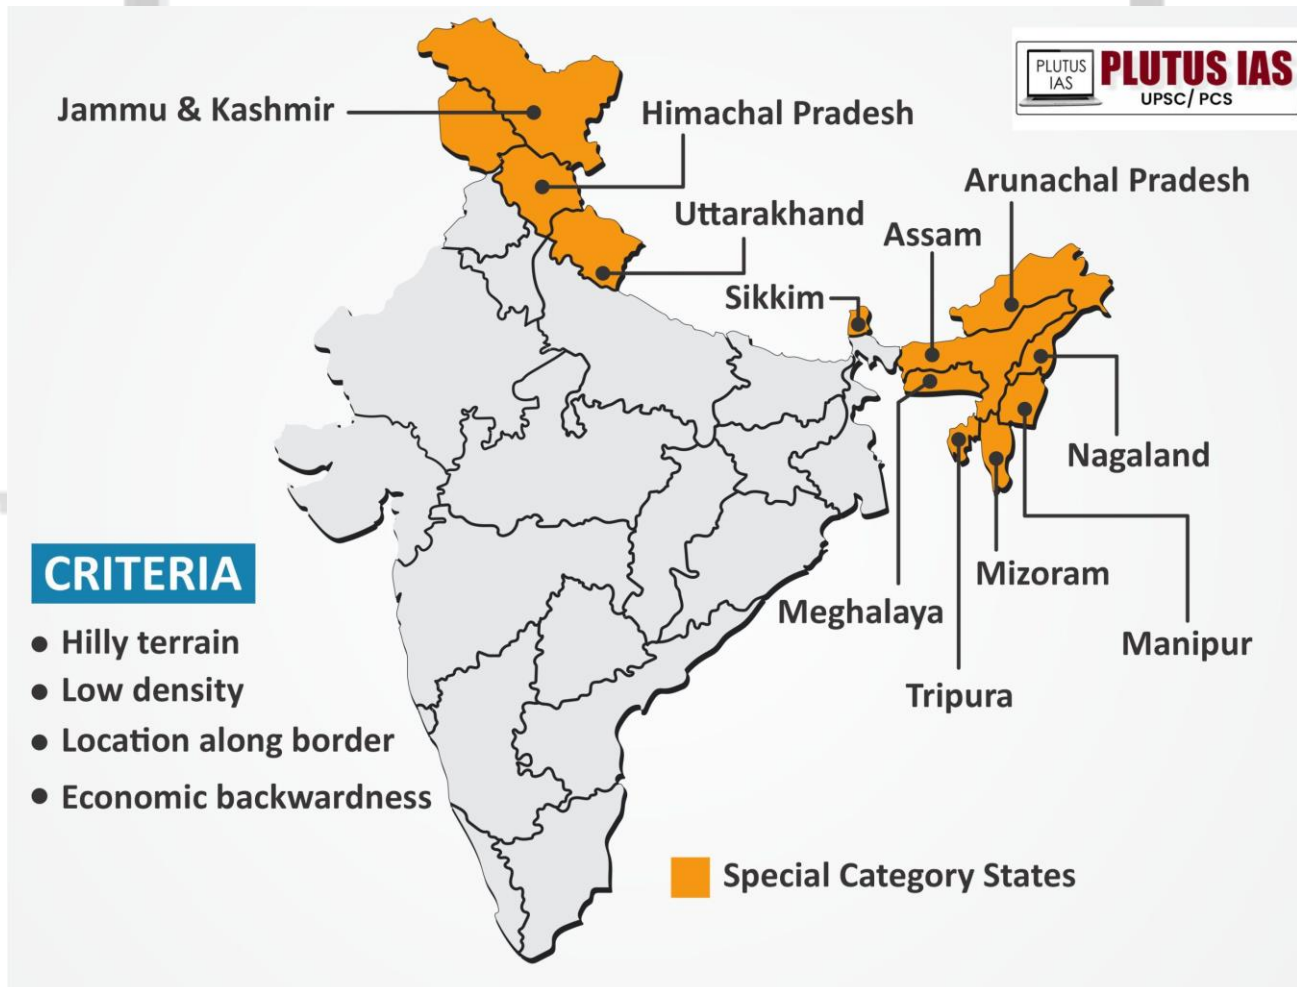 PLUTUS
IAS
PLUTUS IAS
UPSC/ PCS
Jammu & Kashmir
Himachal Pradesh
Arunachal Pradesh
Uttarakhand
Assam
Sikkim
Nagaland
Mizoram
Meghalaya
Manipur
Tripura
CRITERIA
● Hilly terrain
● Low density
● Location along border
● Economic backwardness
Special Category States